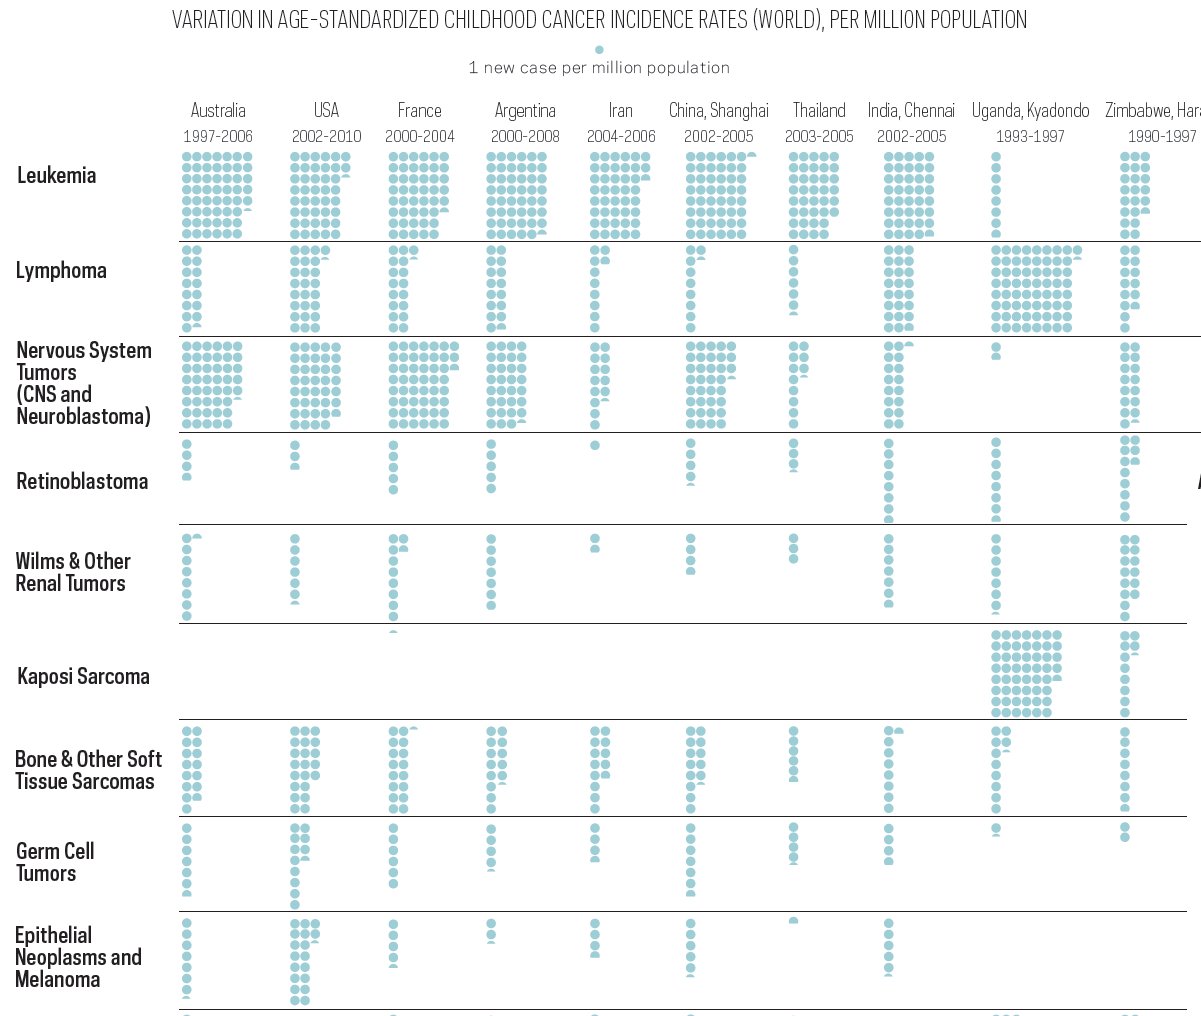 VARIATION IN AGE-STANDARDIZED CHILDHOOD CANCER INCIDENCE RATES (WORLD), PER MILLION POPULATION
1 new case per million population
Australia USA France Argentina Iran China, Shanghai Thailand India, Chennai Uganda, Kyadondo Zimbabwe, Hara
1997-2006 2002-2010 2000-2004 2000-2008 2004-2006 2002-2005 2003-2005 2002-2005 1993-1997 1990-1997
Leukemia
Lymphoma
Nervous System
Tumors
(CNS and
Neuroblastoma)
Retinoblastoma
Wilms & Other
Renal Tumors
Kaposi Sarcoma
Bone & Other Soft
Tissue Sarcomas
Germ Cell
Tumors
Epithelial
Neoplasms and
Melanoma